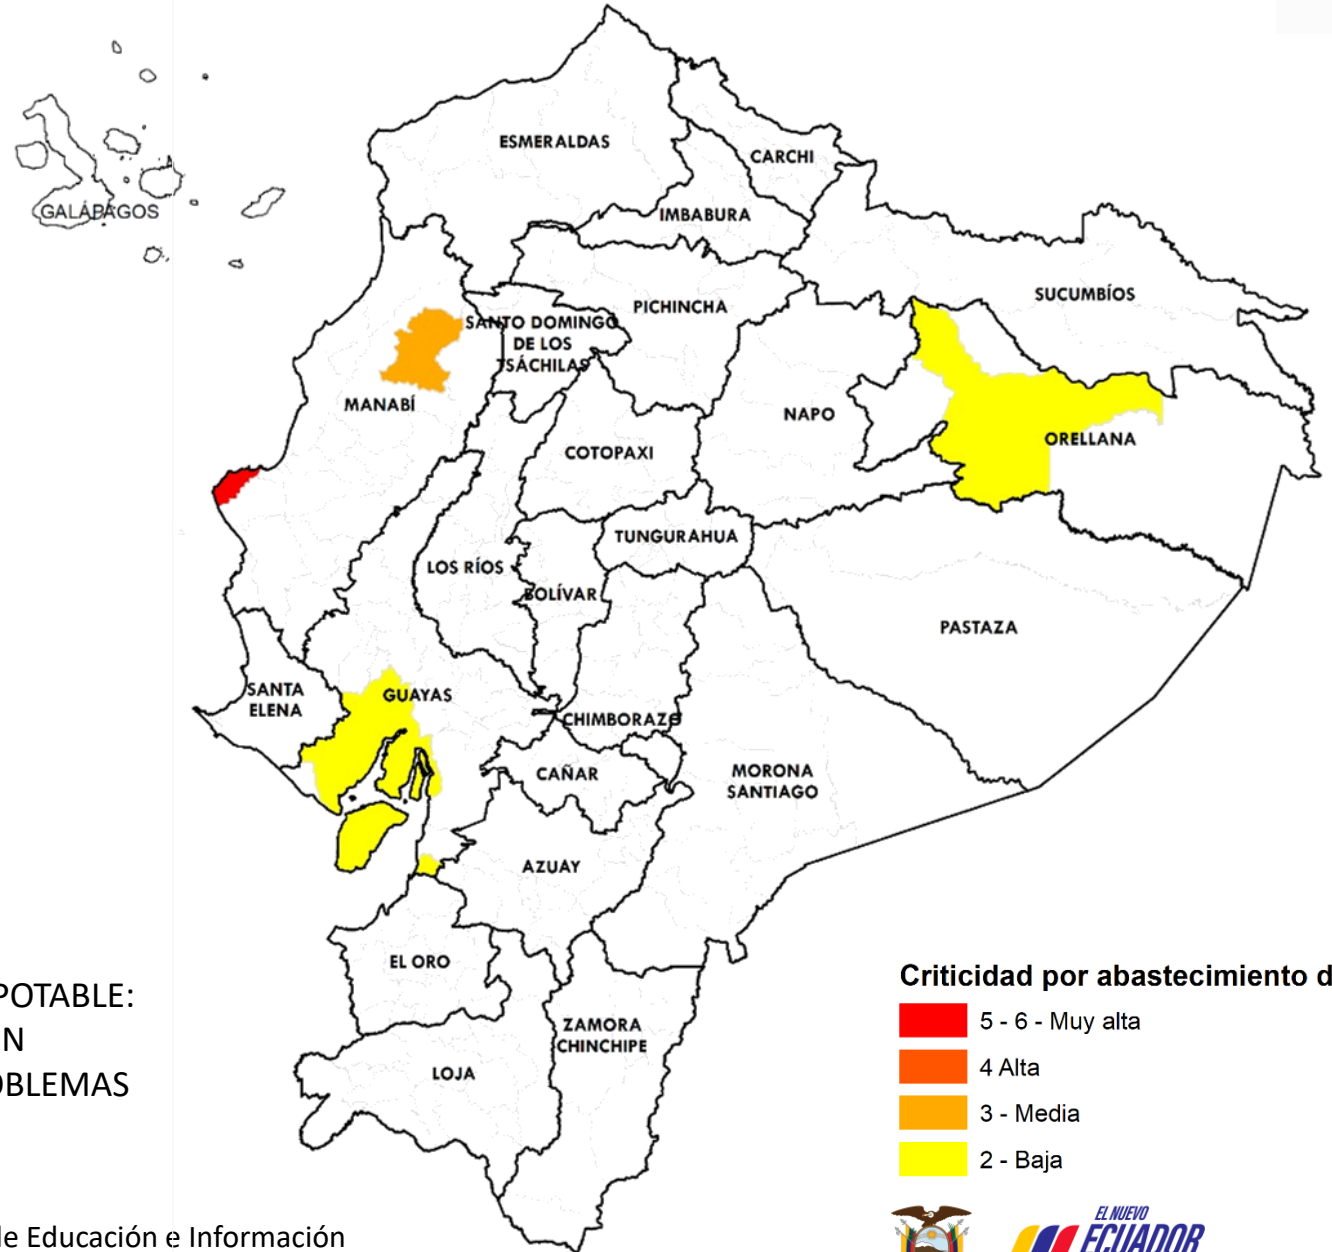 ESMERALDAS
CARCHI
IMBABURA
GALÁPAGOS
SUCUMBÍOS
PICHINCHA
SANTO DOMINGO
DE LOS
TSÁCHILAS
MANABÍ
NAPO
ORELLANA
COTOPAXI
TUNGURAHUA
LOS RÍOS
BOLÍVAR
PASTAZA
SANTA
ELENA
GUAYAS
CHIMBORAZO
CAÑAR
MORONA
SANTIAGO
AZUAY
EL ORO
ZAMORA
CHINCHIPE
LOJA
POTABLE:
N
OBLEMAS
de Educación e Información
Criticidad por abastecimiento d
5 - 6 - Muy alta
4 Alta
3 - Media
2 - Baja
EL NUEVO
ECUADOR